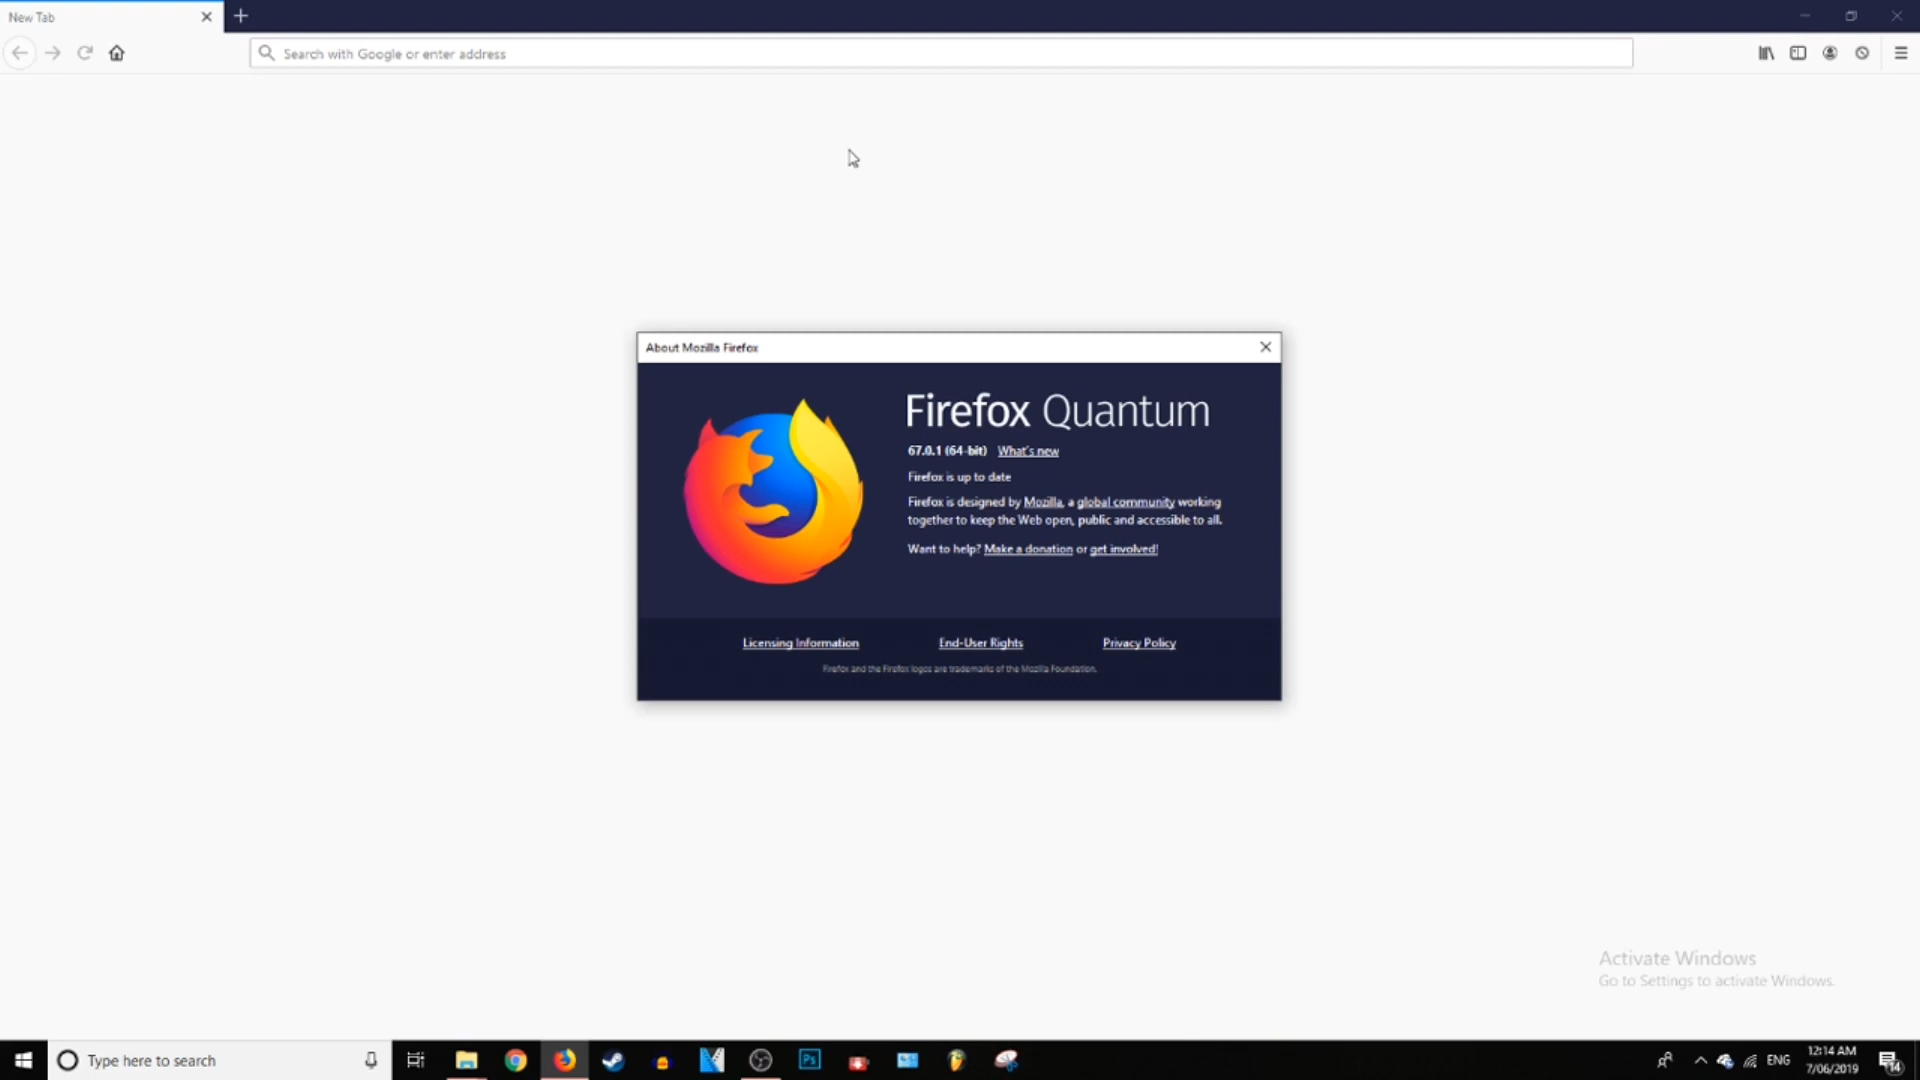 New Tab
Search with Google or enter address
About Mozilla Firefox
Firefox Quantum
67.0.1 (64-bit) What's new
Firefox is up to date
Firefox is designed by Mozilla, a global community working
together to keep the Web open, public and accessible to all.
Want to help? Make a donation or get involved!
Licensing Information End-User Rights Privacy Policy
Firefox and the Firefox logos are trademarks of the Mozilla Foundation.
Activate Windows
Go to Settings to activate Windows.
Type here to search
Ps
ENG
12:14 AM
7/06/2019
14